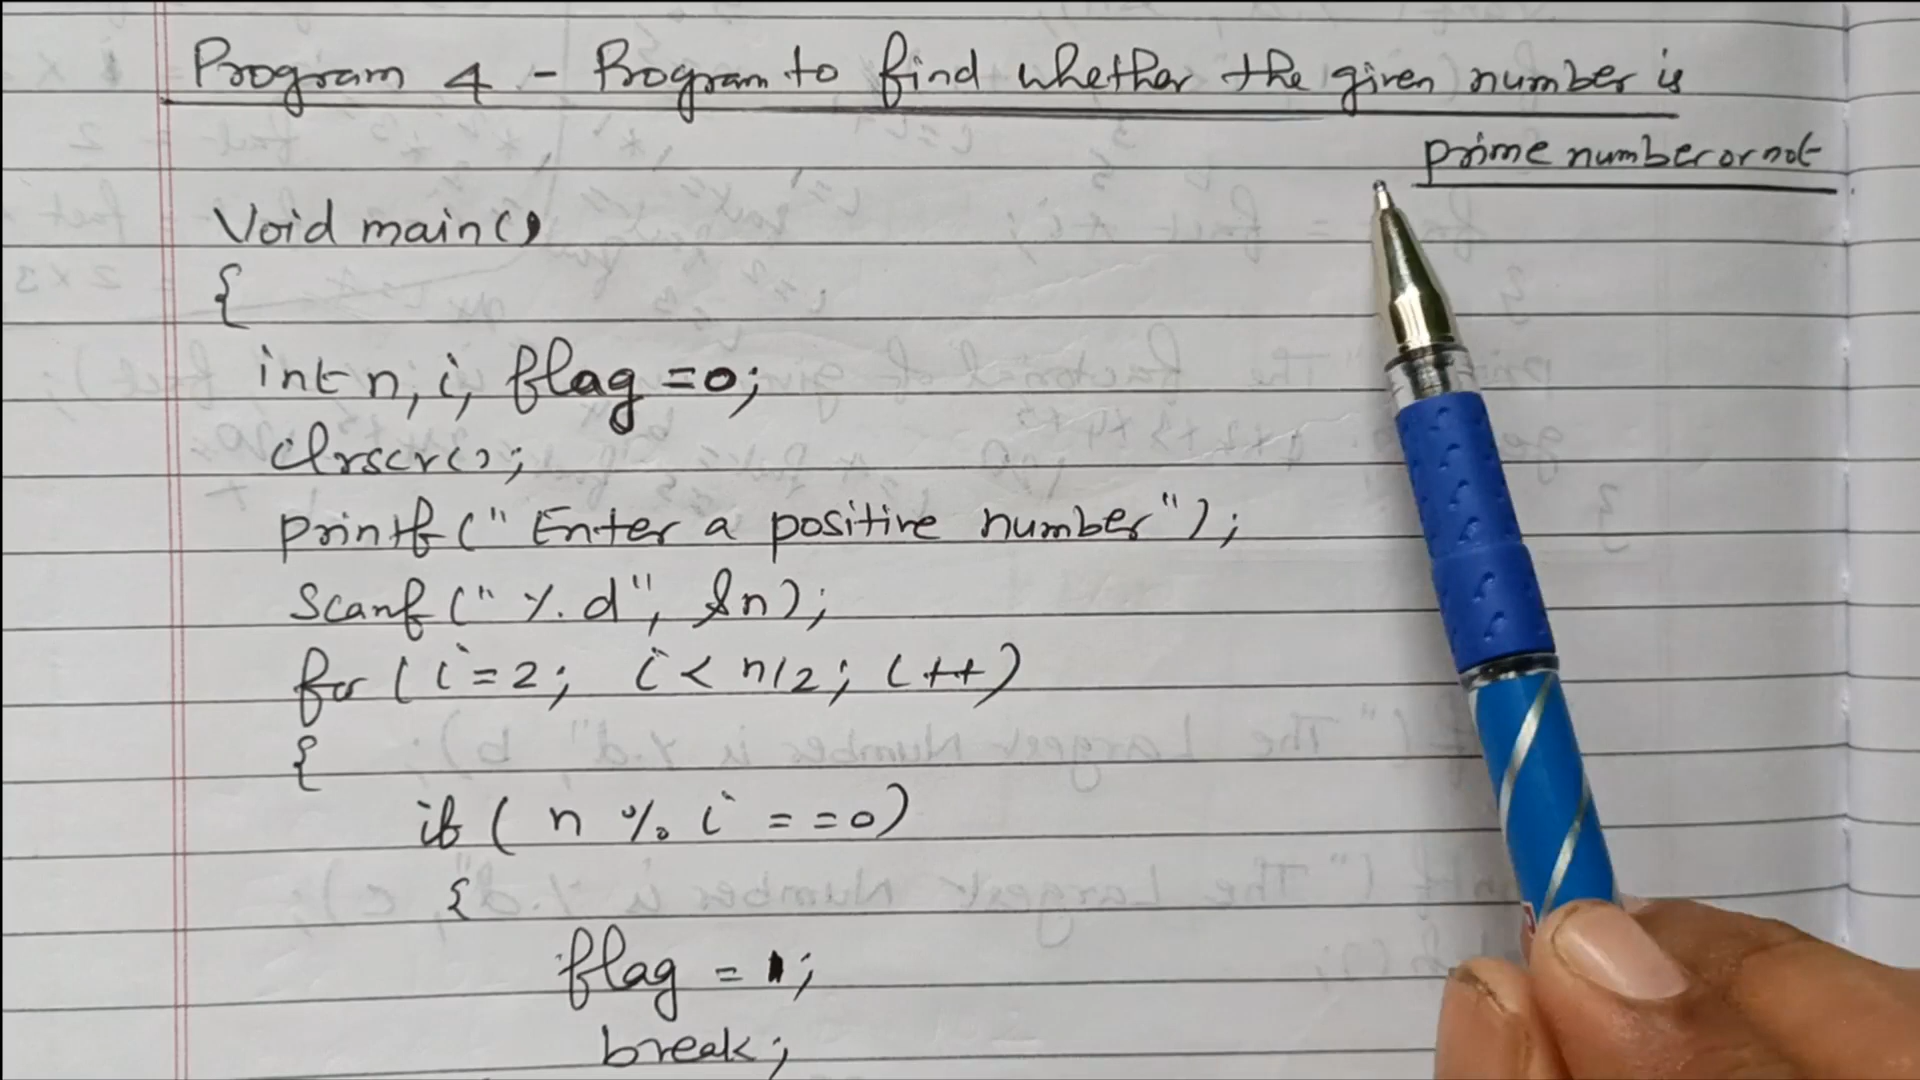 Program 4 - Program to find whether the given number is
prime number or not
Void main()
{
int n, i, flag =0;
clrscr();
printf(" Enter a positive number");
Scanf(" %d", &n);
for ( i=2; i < n/2; i++)
{
if ( n % i ==0)
{
flag = 1;
break;